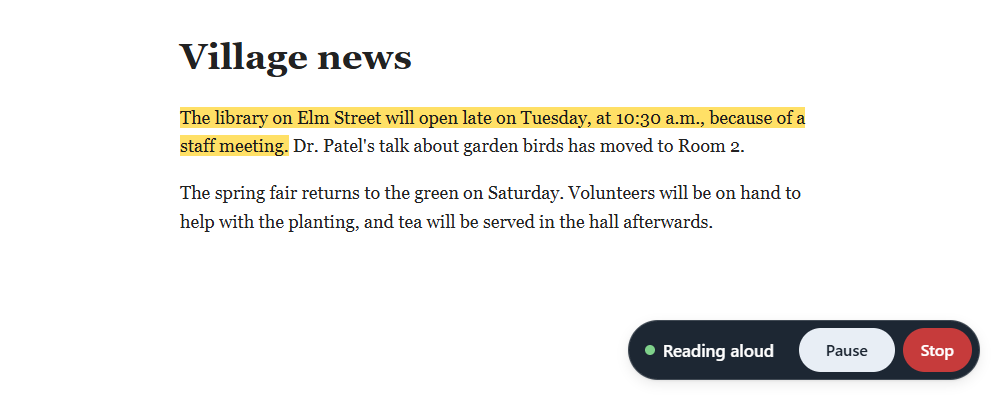 Village news
The library on Elm Street will open late on Tuesday, at 10:30 a.m., because of a
staff meeting. Dr. Patel's talk about garden birds has moved to Room 2.
The spring fair returns to the green on Saturday. Volunteers will be on hand to
help with the planting, and tea will be served in the hall afterwards.
Reading aloud Pause Stop